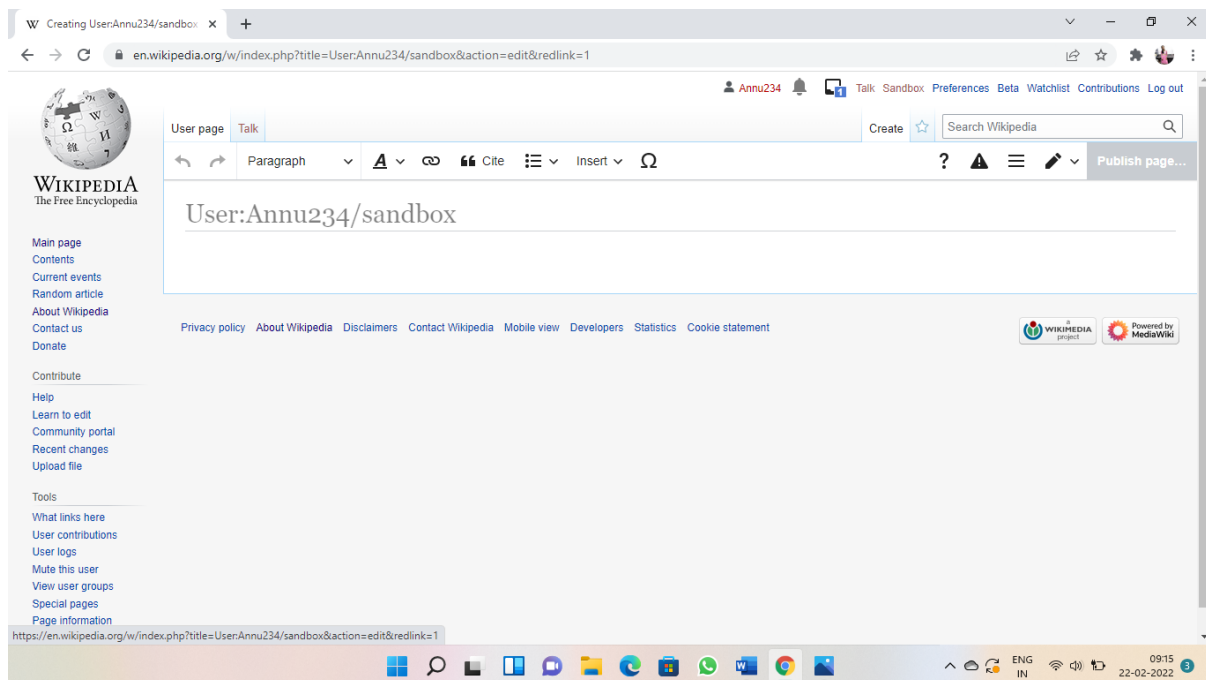 Creating User:Annu234/sandbox
en.wikipedia.org/w/index.php?title=User:Annu234/sandbox&action=edit&redlink=1
Annu234 1 Talk Sandbox Preferences Beta Watchlist Contributions Log out
User page Talk Create Search Wikipedia
Paragraph A Cite Insert Ω ? Publish page...
WIKIPEDIA
The Free Encyclopedia
User:Annu234/sandbox
Main page
Contents
Current events
Random article
About Wikipedia
Contact us
Donate
Privacy policy About Wikipedia Disclaimers Contact Wikipedia Mobile view Developers Statistics Cookie statement
a WIKIMEDIA project Powered by MediaWiki
Contribute
Help
Learn to edit
Community portal
Recent changes
Upload file
Tools
What links here
User contributions
User logs
Mute this user
View user groups
Special pages
Page information
https://en.wikipedia.org/w/index.php?title=User:Annu234/sandbox&action=edit&redlink=1
ENG 09:15
IN 22-02-2022 3